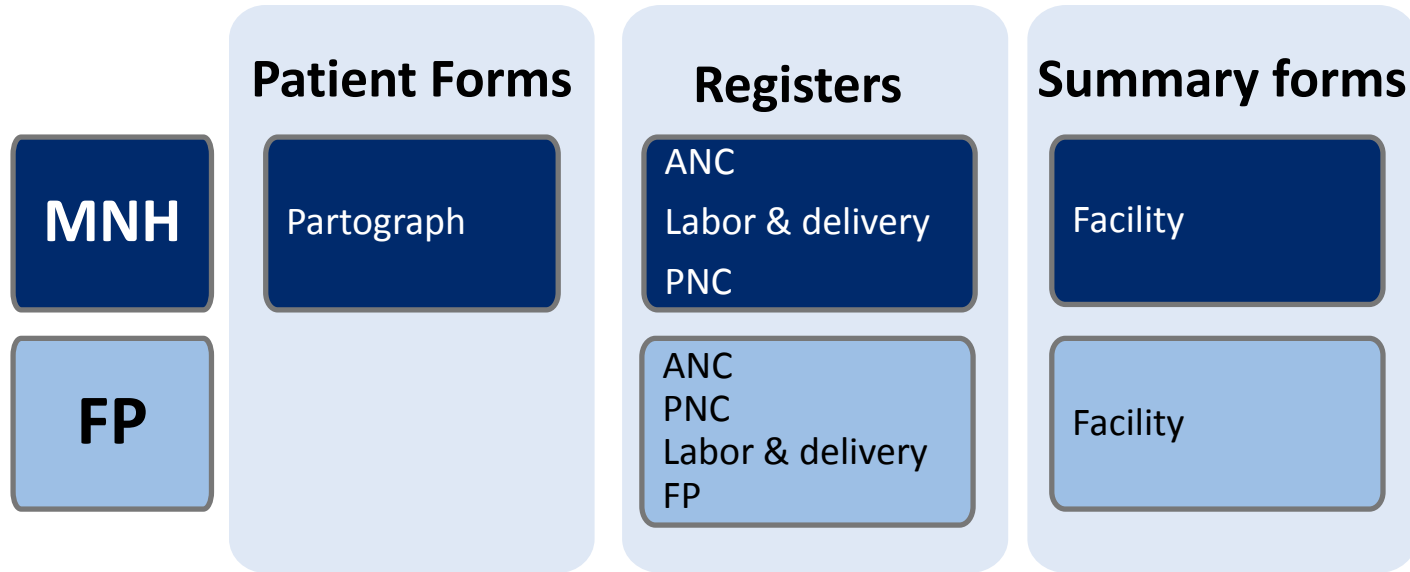 Patient Forms
Registers
Summary forms
MNH
Partograph
ANC
Labor & delivery
PNC
Facility
FP
ANC
PNC
Labor & delivery
FP
Facility